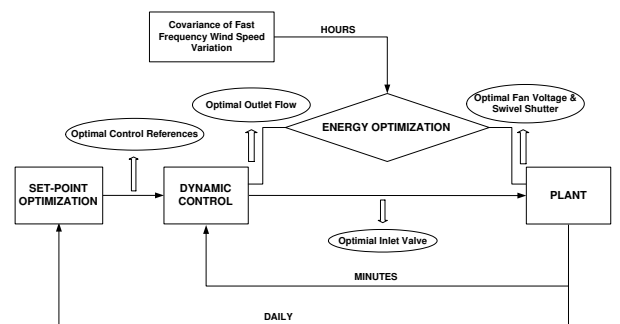 Covariance of Fast
Frequency Wind Speed
Variation
HOURS
Optimal Outlet Flow
Optimal Fan Voltage &
Swivel Shutter
Optimal Control References
ENERGY OPTIMIZATION
SET-POINT
OPTIMIZATION
DYNAMIC
CONTROL
PLANT
Optimial Inlet Valve
MINUTES
DAILY